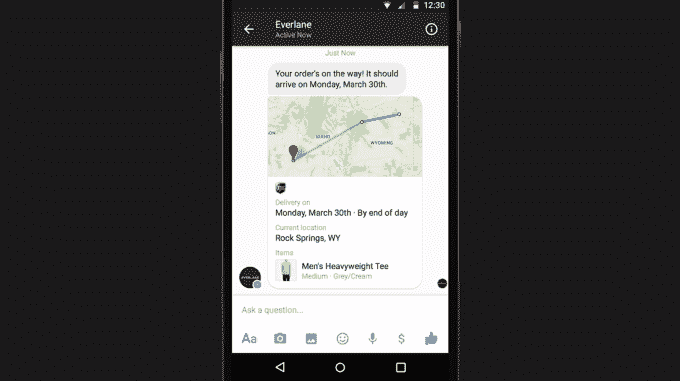 12:30
Everlane
Active Now
Just Now
Your order's on the way! It should
arrive on Monday, March 30th.
IDAHO
WYOMING
Delivery on
Monday, March 30th · By end of day
Current location
Rock Springs, WY
Items
Men's Heavyweight Tee
Medium · Grey/Cream
EVERLANE
Ask a question...
Aa
$